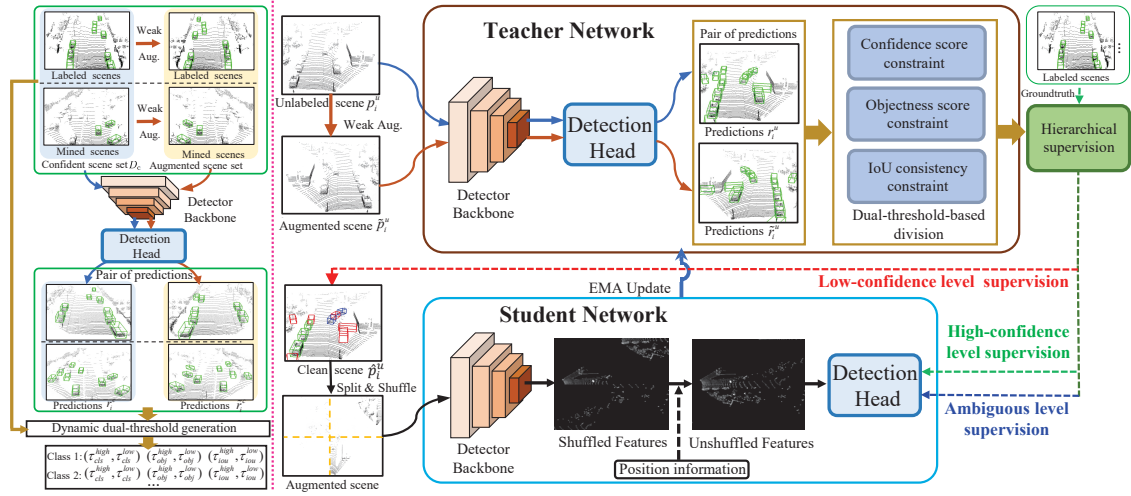 Weak
Aug.
Labeled scenes
Labeled scenes
Weak
Aug.
Mined scenes
Mined scenes
Confident scene set D_c
Augmented scene set
Detector
Backbone
Detection
Head
Pair of predictions
Predictions r_i^l
Predictions
Dynamic dual-threshold generation
Class 1: (τ_cls^high, τ_cls^low) (τ_obj^high, τ_obj^low) (τ_iou^high, τ_iou^low)
Class 2: (τ_cls^high, τ_cls^low) (τ_obj^high, τ_obj^low) (τ_iou^high, τ_iou^low)
...
Unlabeled scene p_i^u
Weak Aug.
Augmented scene p̃_i^u
Teacher Network
Detector
Backbone
Detection
Head
Pair of predictions
Predictions r_i^u
Predictions r̃_i^u
Confidence score
constraint
Objectness score
constraint
IoU consistency
constraint
Dual-threshold-based
division
Labeled scenes
Groundtruth
Hierarchical
supervision
EMA Update
Low-confidence level supervision
High-confidence
level supervision
Ambiguous level
supervision
Clean scene p̂_i^u
Split & Shuffle
Augmented scene
Student Network
Detector
Backbone
Shuffled Features
Unshuffled Features
Position information
Detection
Head